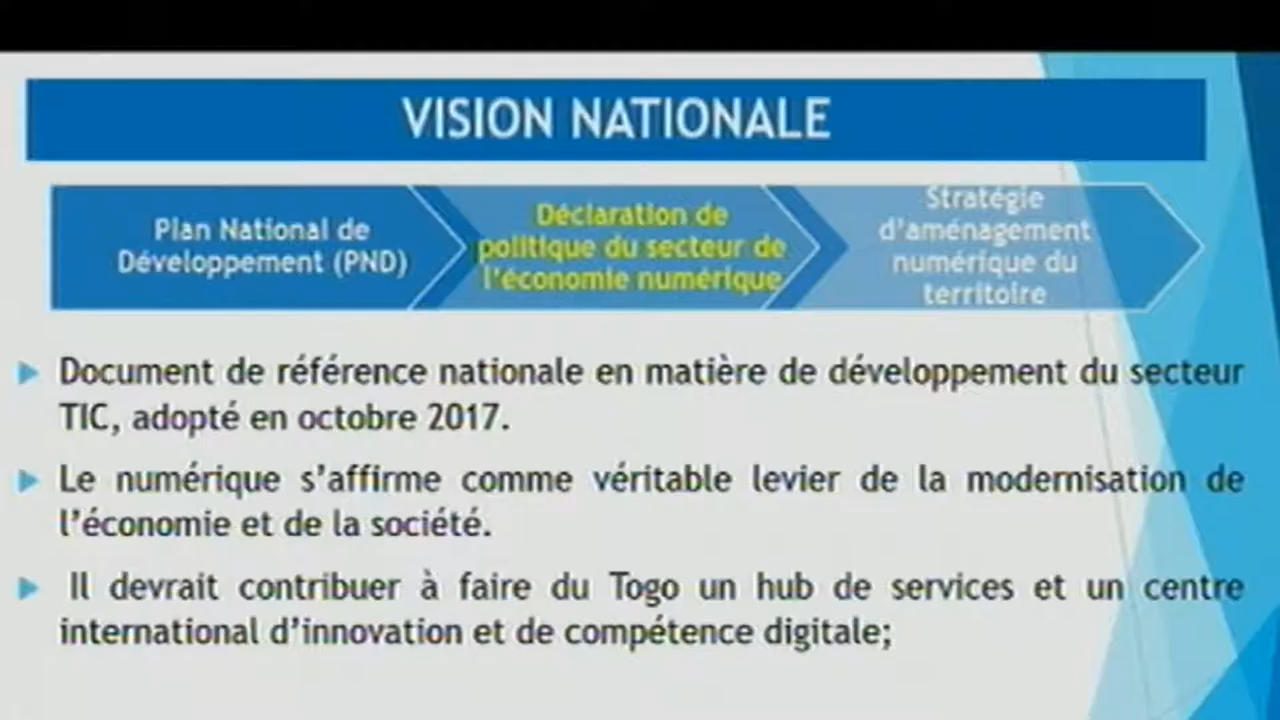 VISION NATIONALE
Plan National de
Développement (PND)
Déclaration de
politique du secteur de
l'économie numérique
Stratégie
d'aménagement
numérique du
territoire
Document de référence nationale en matière de développement du secteur
TIC, adopté en octobre 2017.
Le numérique s'affirme comme véritable levier de la modernisation de
l'économie et de la société.
Il devrait contribuer à faire du Togo un hub de services et un centre
international d'innovation et de compétence digitale;